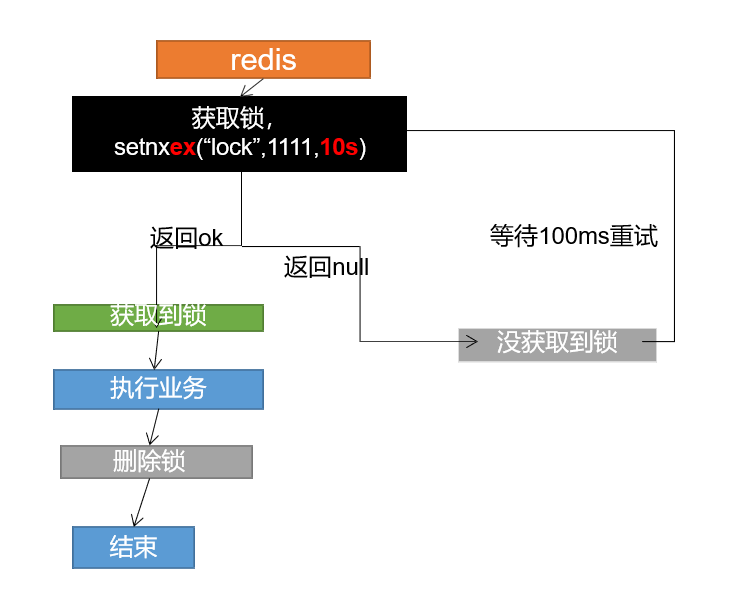 redis
获取锁，
setnxex(“lock”,1111,10s)
返回ok
等待100ms重试
返回null
获取到锁
没获取到锁
执行业务
删除锁
结束